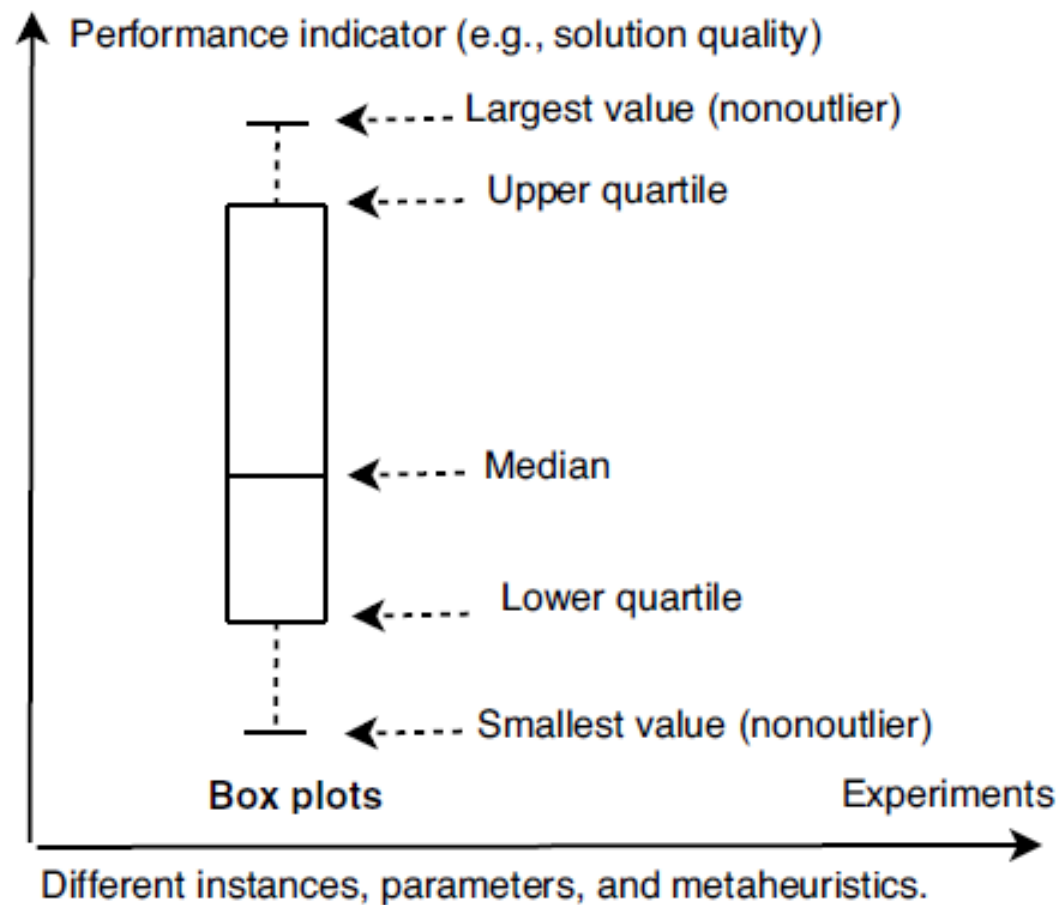 Performance indicator (e.g., solution quality)
Largest value (nonoutlier)
Upper quartile
Median
Lower quartile
Smallest value (nonoutlier)
Box plots
Experiments
Different instances, parameters, and metaheuristics.